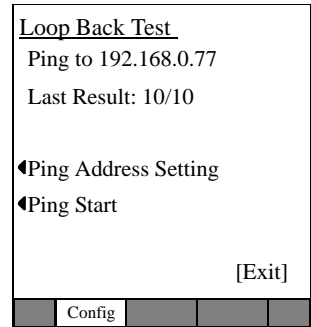 Loop Back Test
Ping to 192.168.0.77
Last Result: 10/10
Ping Address Setting
Ping Start
[Exit]
Config